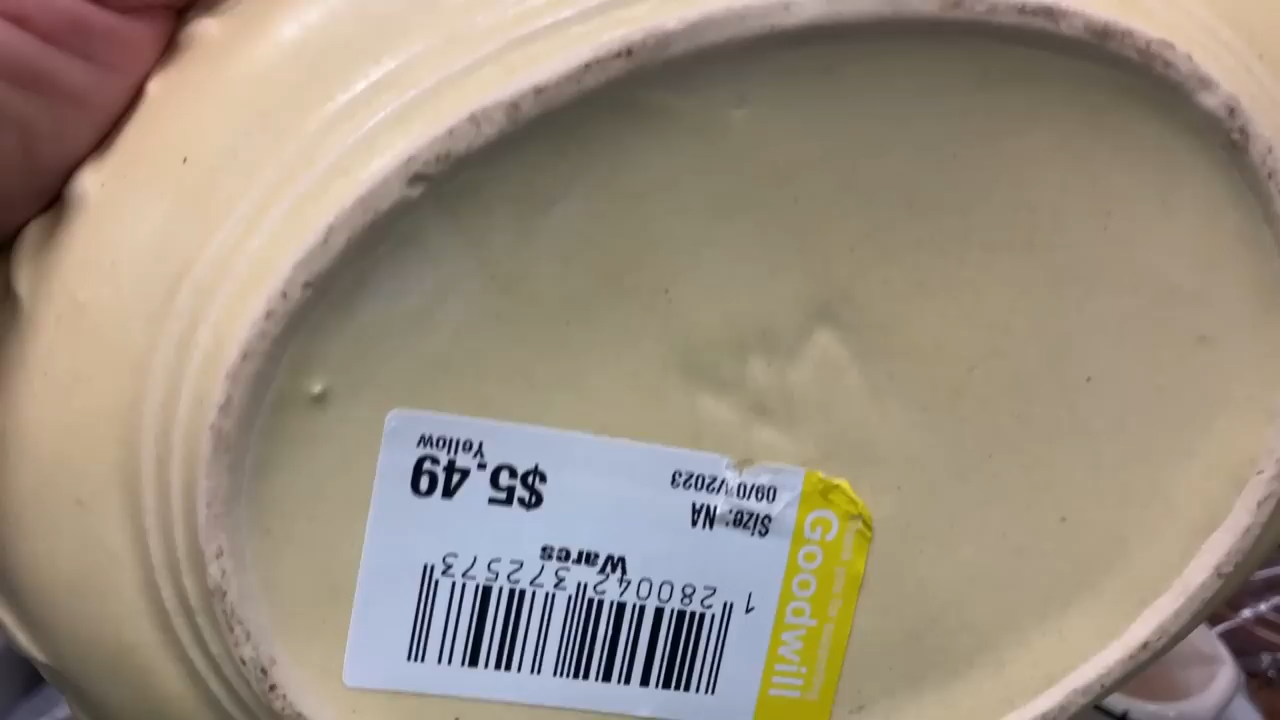 Goodwill
1 280042 372573
Wares
Size: NA
09/0 /2023
$5.49
Yellow